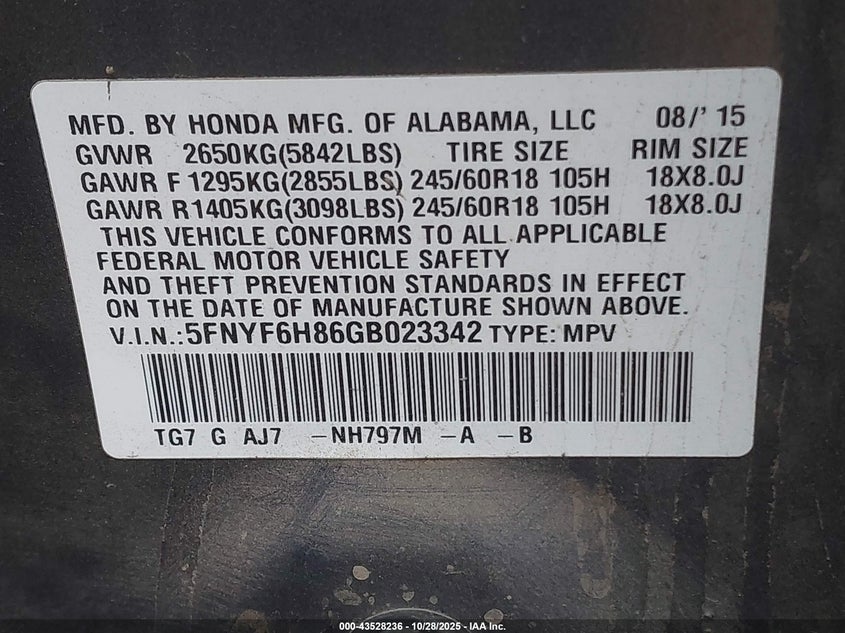 MFD. BY HONDA MFG. OF ALABAMA, LLC 08/' 15
GVWR 2650KG(5842LBS) TIRE SIZE RIM SIZE
GAWR F 1295KG(2855LBS) 245/60R18 105H 18X8.0J
GAWR R1405KG(3098LBS) 245/60R18 105H 18X8.0J
THIS VEHICLE CONFORMS TO ALL APPLICABLE
FEDERAL MOTOR VEHICLE SAFETY
AND THEFT PREVENTION STANDARDS IN EFFECT
ON THE DATE OF MANUFACTURE SHOWN ABOVE.
V.I.N.:5FNYF6H86GB023342 TYPE: MPV
TG7 G AJ7 -NH797M -A -B
000-43528236 - 10/28/2025 - IAA Inc.